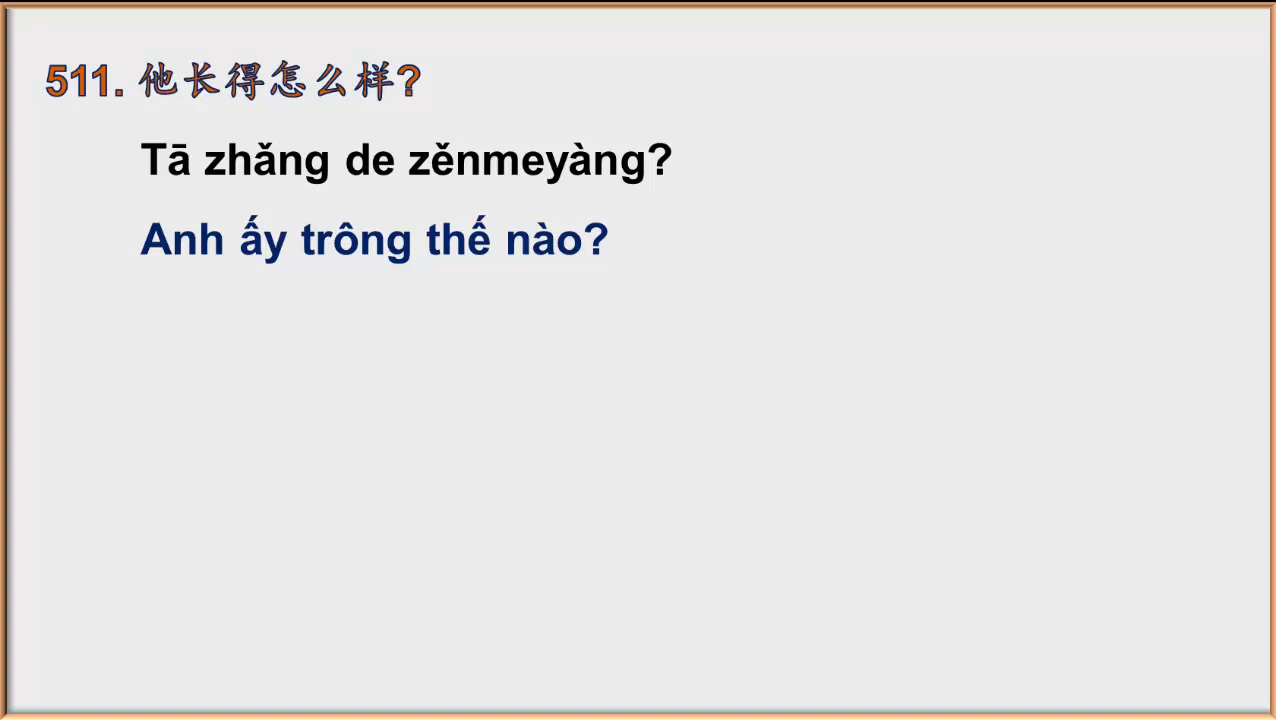 511. 他长得怎么样?
Tā zhǎng de zěnmeyàng?
Anh ấy trông thế nào?